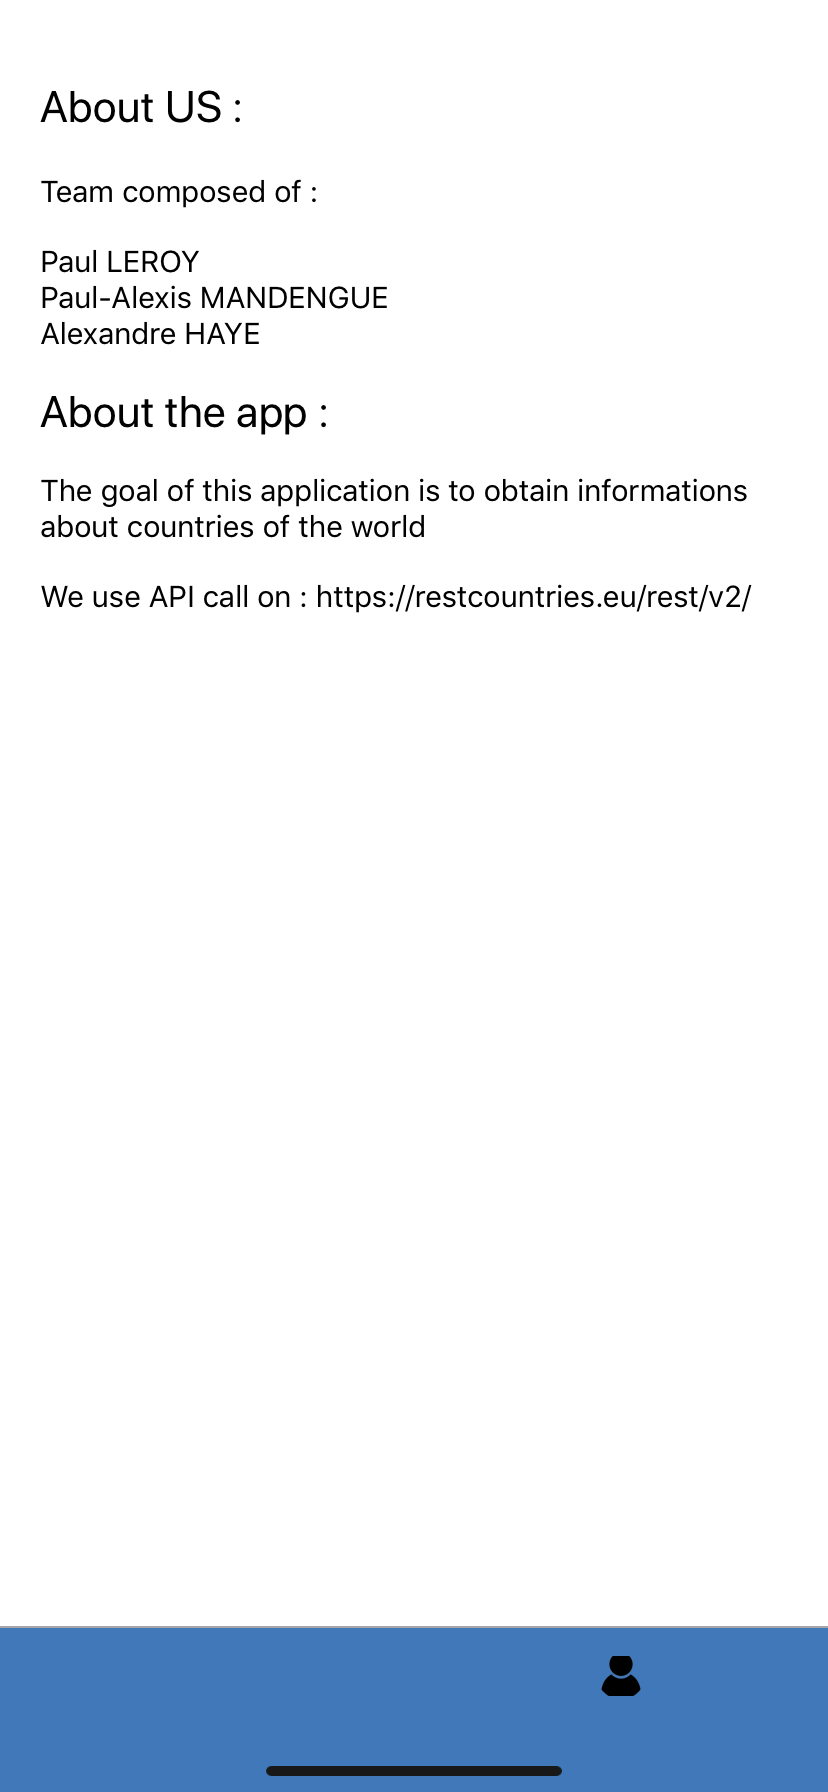 About US :
Team composed of :
Paul LEROY
Paul-Alexis MANDENGUE
Alexandre HAYE
About the app :
The goal of this application is to obtain informations
about countries of the world
We use API call on : https://restcountries.eu/rest/v2/